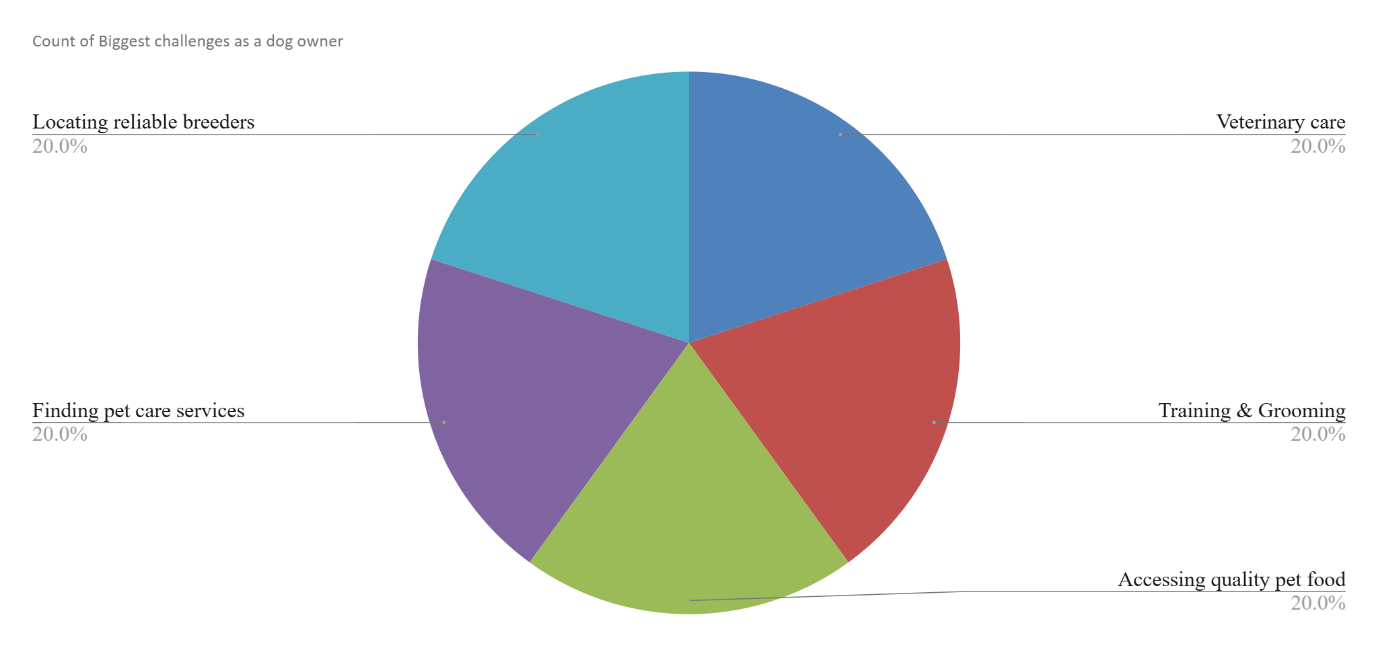 Count of Biggest challenges as a dog owner
Locating reliable breeders
20.0%
Veterinary care
20.0%
Finding pet care services
20.0%
Training & Grooming
20.0%
Accessing quality pet food
20.0%